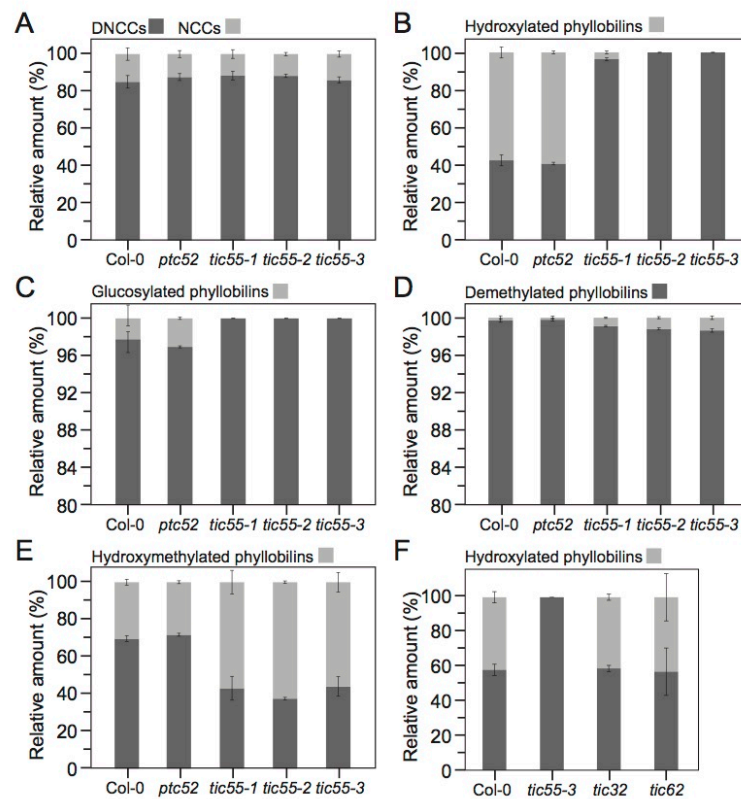 A
DNCCs NCCs
Relative amount (%)
100
80
60
40
20
0
Col-0 ptc52 tic55-1 tic55-2 tic55-3
B
Hydroxylated phyllobilins
Relative amount (%)
100
80
60
40
20
0
Col-0 ptc52 tic55-1 tic55-2 tic55-3
C
Glucosylated phyllobilins
Relative amount (%)
100
96
92
88
84
80
Col-0 ptc52 tic55-1 tic55-2 tic55-3
D
Demethylated phyllobilins
Relative amount (%)
100
96
92
88
84
80
Col-0 ptc52 tic55-1 tic55-2 tic55-3
E
Hydroxymethylated phyllobilins
Relative amount (%)
100
80
60
40
20
0
Col-0 ptc52 tic55-1 tic55-2 tic55-3
F
Hydroxylated phyllobilins
Relative amount (%)
100
80
60
40
20
0
Col-0 tic55-3 tic32 tic62